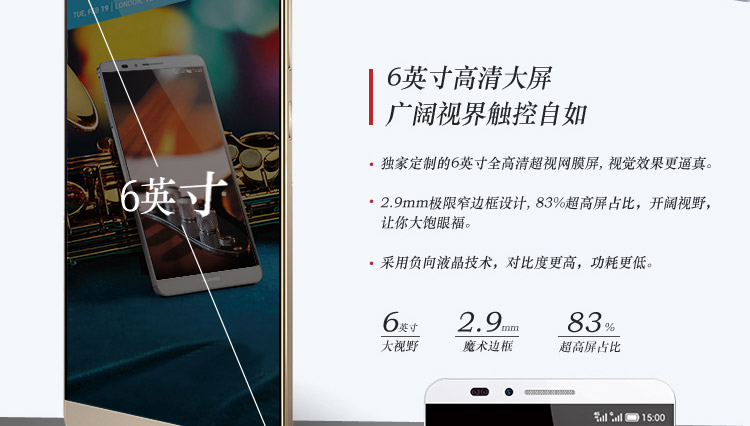 TUE, FEB 19 | LONDON,
6英寸
6英寸高清大屏
广阔视界触控自如
• 独家定制的6英寸全高清超视网膜屏, 视觉效果更逼真。
• 2.9mm极限窄边框设计, 83%超高屏占比，开阔视野，
让你大饱眼福。
• 采用负向液晶技术，对比度更高，功耗更低。
6英寸 2.9mm 83%
大视野 魔术边框 超高屏占比
15:00